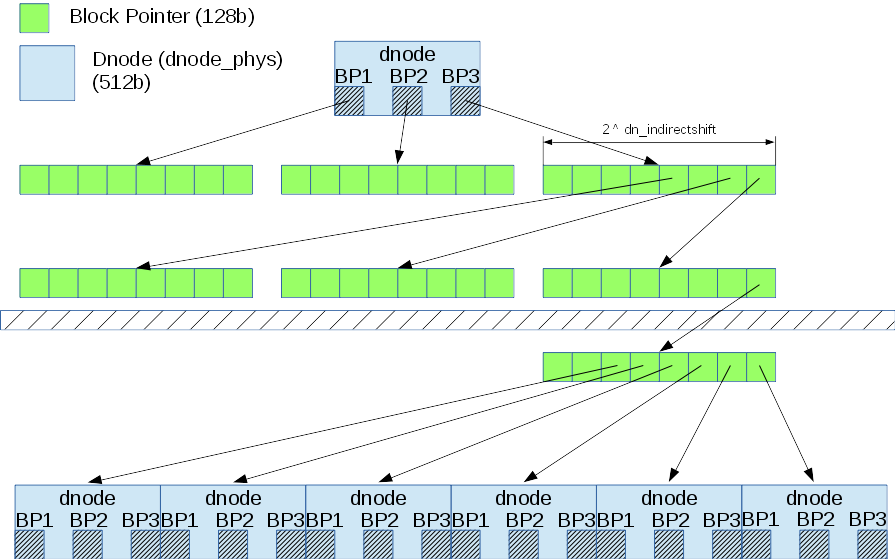 Block Pointer (128b)
Dnode (dnode_phys)
(512b)
dnode
BP1 BP2 BP3
2^ dn_indirectshift
dnode dnode dnode dnode dnode dnode
BP1 BP2 BP3 BP1 BP2 BP3 BP1 BP2 BP3 BP1 BP2 BP3 BP1 BP2 BP3 BP1 BP2 BP3